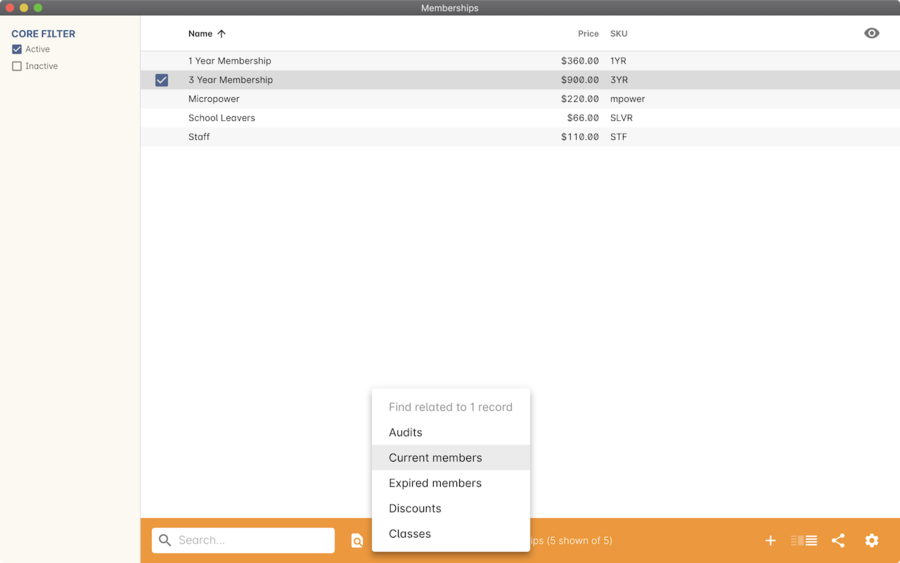 Memberships
CORE FILTER
Active
Inactive
Name Price SKU
1 Year Membership $360.00 1YR
3 Year Membership $900.00 3YR
Micropower $220.00 mpower
School Leavers $66.00 SLVR
Staff $110.00 STF
Find related to 1 record
Audits
Current members
Expired members
Discounts
Classes
Search...
(5 shown of 5)